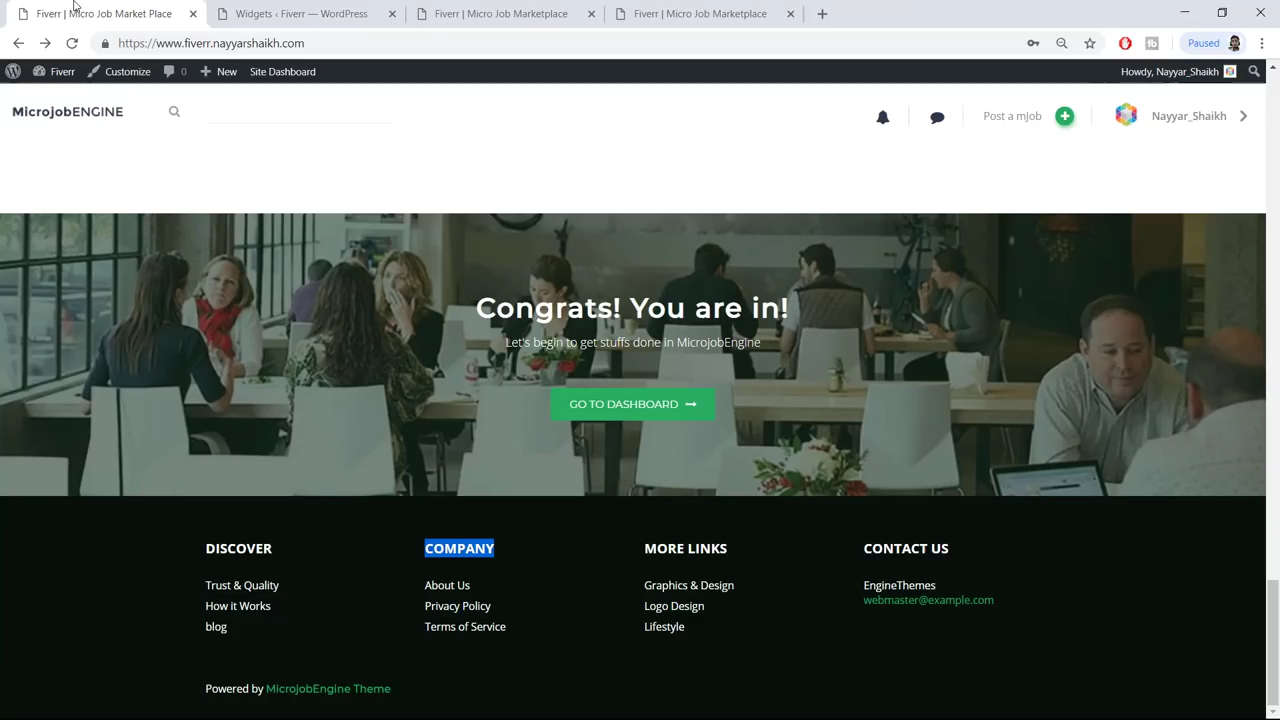 Fiverr | Micro Job Market Place
Widgets ‹ Fiverr — WordPress
Fiverr | Micro Job Marketplace
Fiverr | Micro Job Marketplace
https://www.fiverr.nayyarshaikh.com
Paused
Fiverr
Customize
0
New
Site Dashboard
Howdy, Nayyar_Shaikh
MicrojobENGINE
Post a mJob
Nayyar_Shaikh
Congrats! You are in!
Let's begin to get stuffs done in MicrojobEngine
GO TO DASHBOARD
DISCOVER
Trust & Quality
How it Works
blog
COMPANY
About Us
Privacy Policy
Terms of Service
MORE LINKS
Graphics & Design
Logo Design
Lifestyle
CONTACT US
EngineThemes
webmaster@example.com
Powered by MicrojobEngine Theme